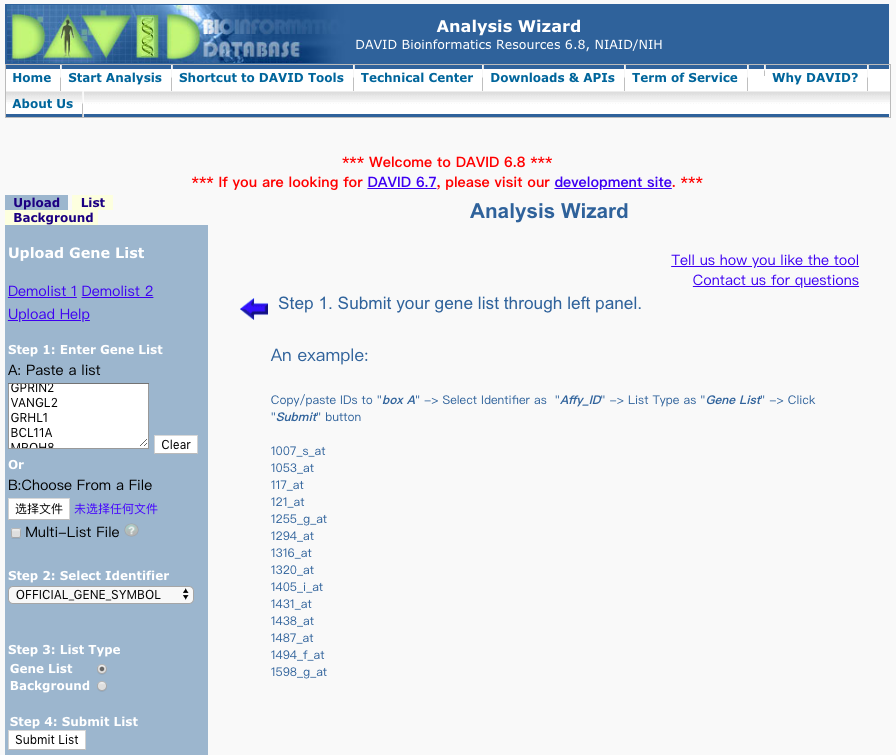 DAVID BIOINFORMATICS
DATABASE
Analysis Wizard
DAVID Bioinformatics Resources 6.8, NIAID/NIH
Home Start Analysis Shortcut to DAVID Tools Technical Center Downloads & APIs Term of Service Why DAVID?
About Us
*** Welcome to DAVID 6.8 ***
*** If you are looking for DAVID 6.7, please visit our development site. ***
Upload List
Background
Analysis Wizard
Upload Gene List
Demolist 1 Demolist 2
Upload Help
Step 1: Enter Gene List
A: Paste a list
GPRIN2
VANGL2
GRHL1
BCL11A
Clear
Or
B:Choose From a File
选择文件 未选择任何文件
Multi-List File ?
Step 2: Select Identifier
OFFICIAL_GENE_SYMBOL
Step 3: List Type
Gene List
Background
Step 4: Submit List
Submit List
Tell us how you like the tool
Contact us for questions
Step 1. Submit your gene list through left panel.
An example:
Copy/paste IDs to "box A" -> Select Identifier as "Affy_ID" -> List Type as "Gene List" -> Click
"Submit" button
1007_s_at
1053_at
117_at
121_at
1255_g_at
1294_at
1316_at
1320_at
1405_i_at
1431_at
1438_at
1487_at
1494_f_at
1598_g_at